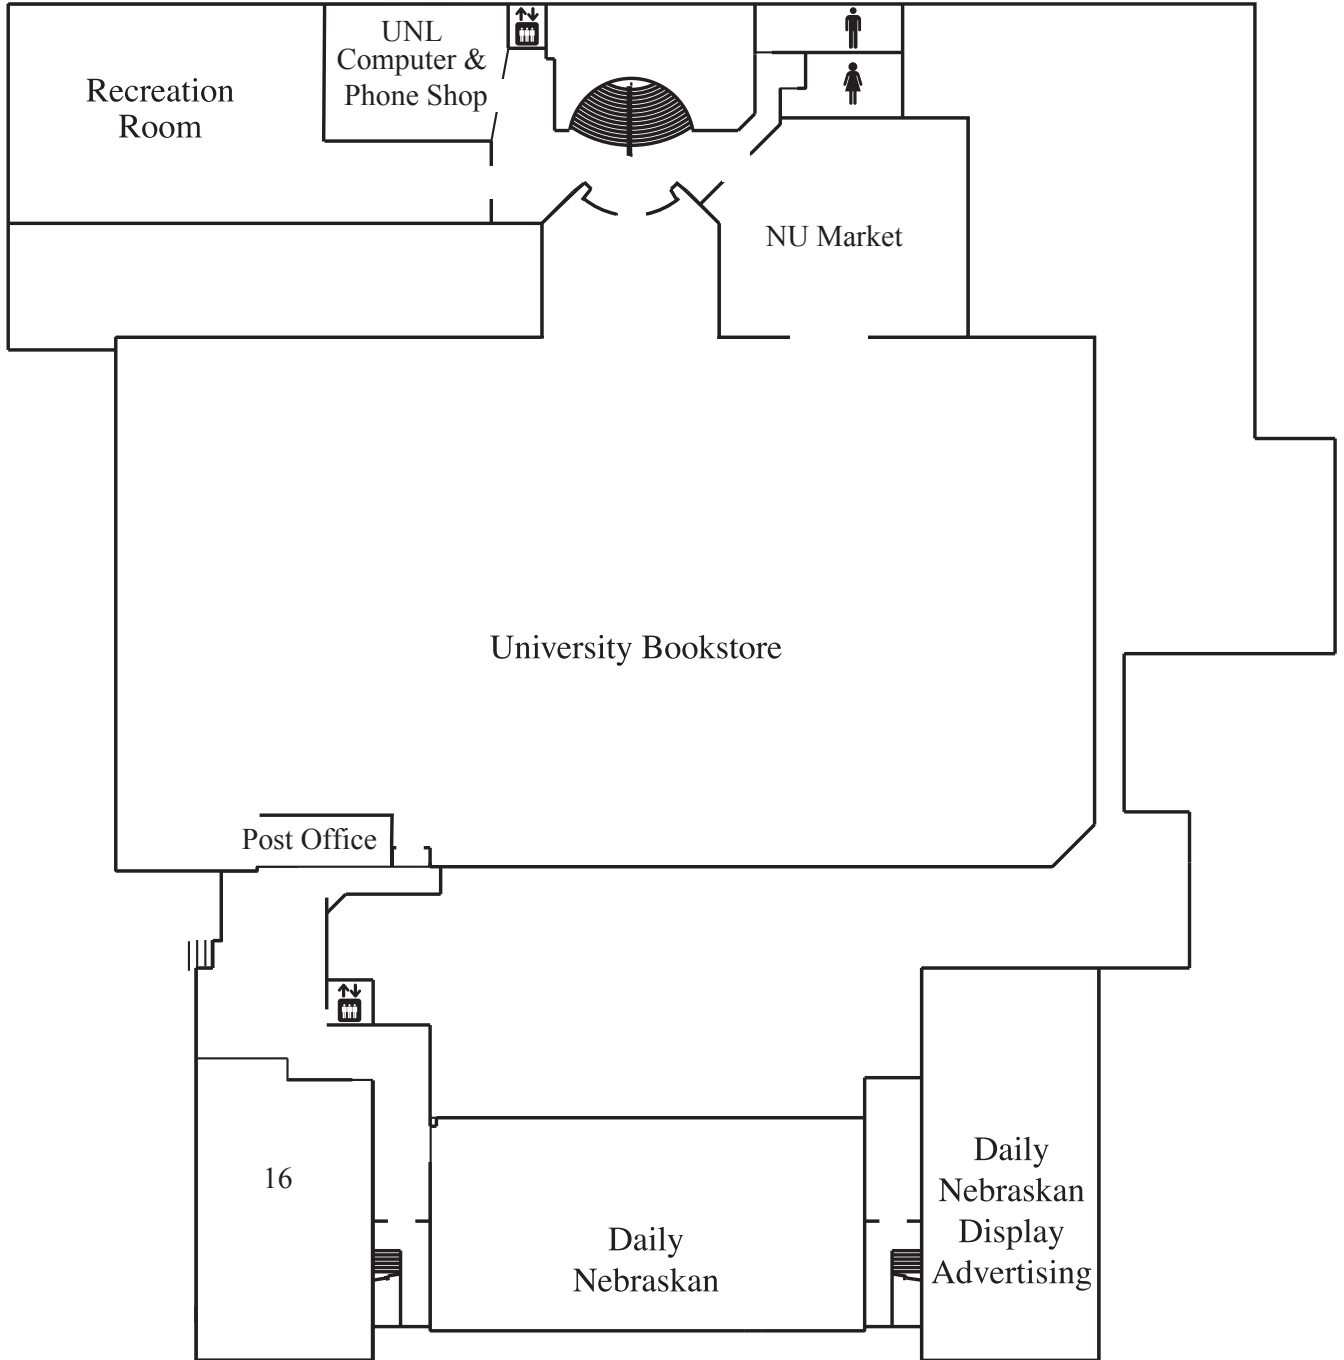 UNL
Computer &
Phone Shop
Recreation
Room
NU Market
University Bookstore
Post Office
16
Daily
Nebraskan
Daily
Nebraskan
Display
Advertising